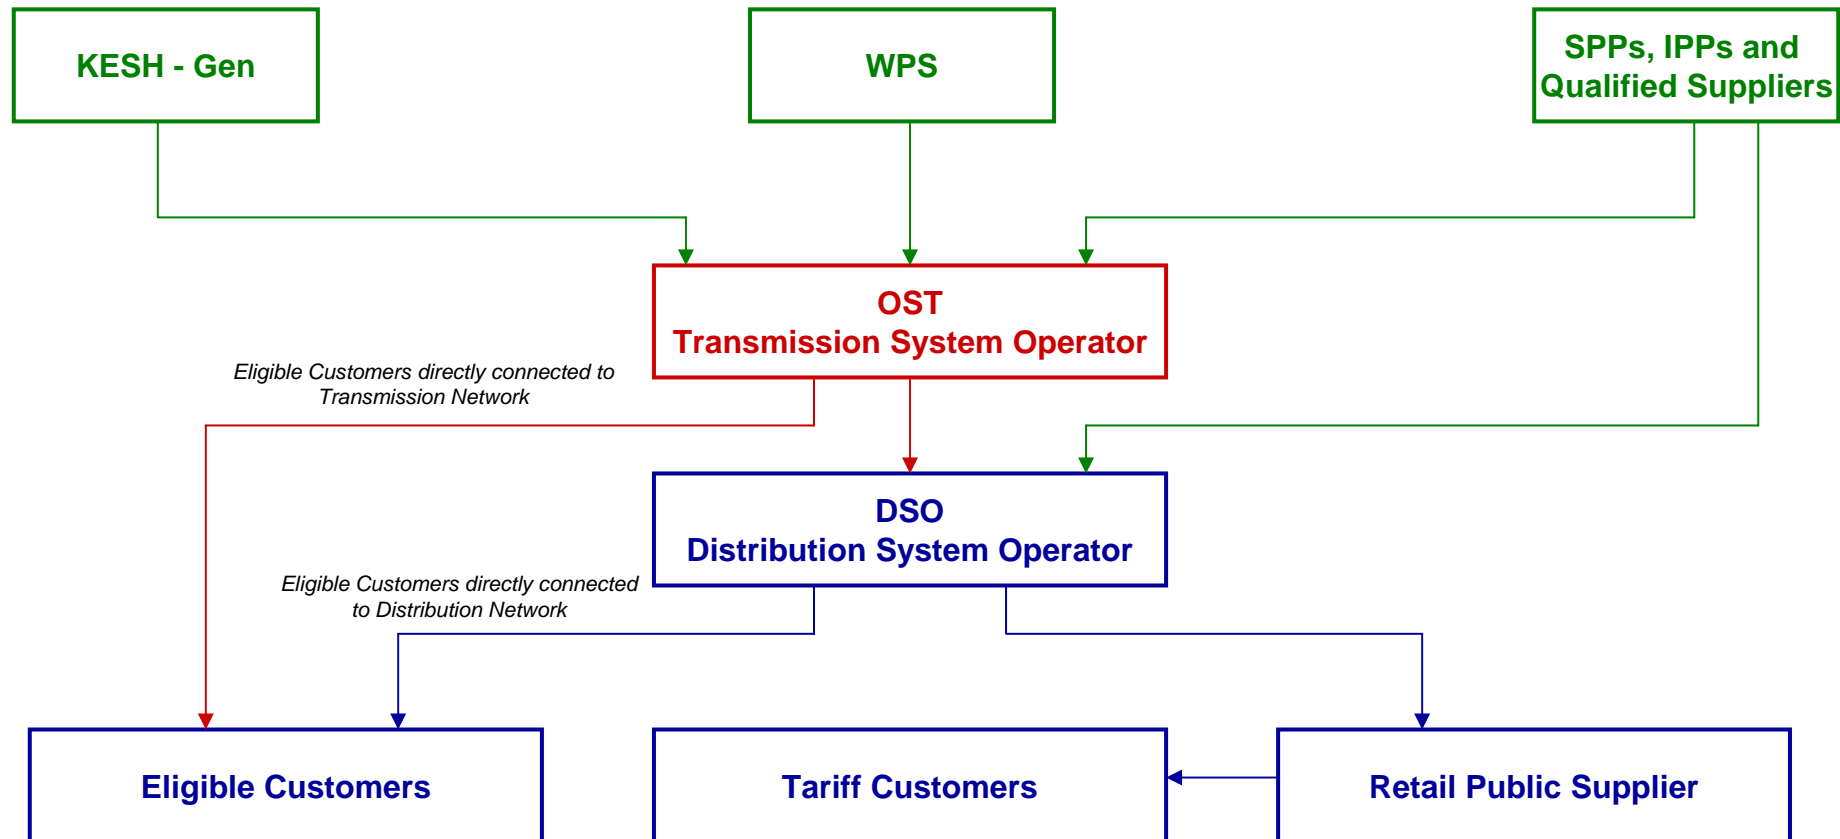 KESH - Gen
WPS
SPPs, IPPs and
Qualified Suppliers
OST
Transmission System Operator
Eligible Customers directly connected to
Transmission Network
DSO
Distribution System Operator
Eligible Customers directly connected
to Distribution Network
Eligible Customers
Tariff Customers
Retail Public Supplier